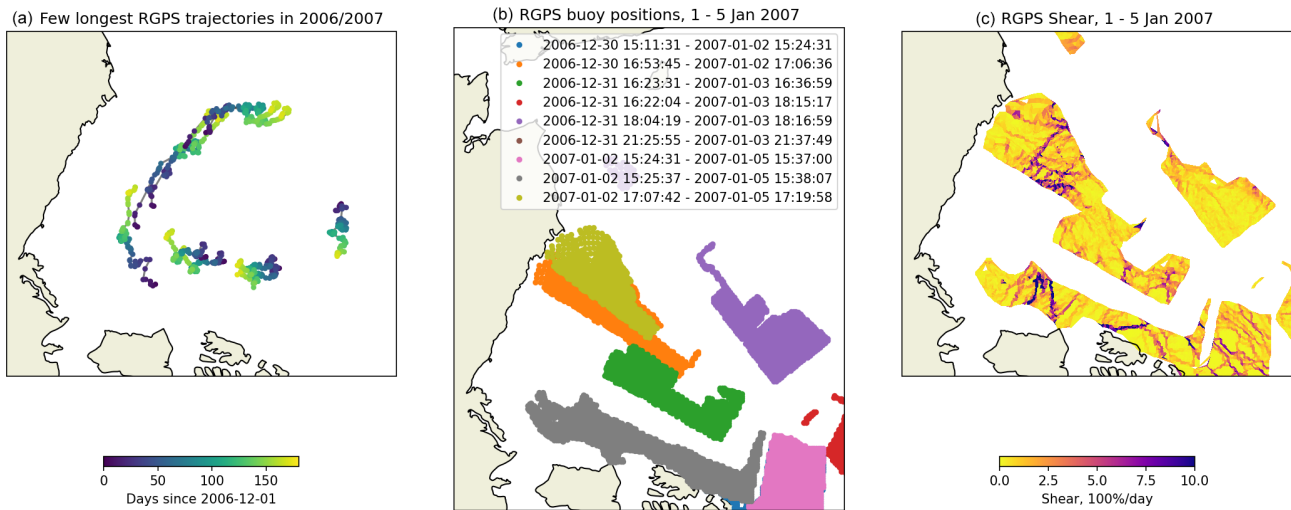 (a) Few longest RGPS trajectories in 2006/2007
(b) RGPS buoy positions, 1 - 5 Jan 2007
(c) RGPS Shear, 1 - 5 Jan 2007
2006-12-30 15:11:31 - 2007-01-02 15:24:31
2006-12-30 16:53:45 - 2007-01-02 17:06:36
2006-12-31 16:23:31 - 2007-01-03 16:36:59
2006-12-31 16:22:04 - 2007-01-03 18:15:17
2006-12-31 18:04:19 - 2007-01-03 18:16:59
2006-12-31 21:25:55 - 2007-01-03 21:37:49
2007-01-02 15:24:31 - 2007-01-05 15:37:00
2007-01-02 15:25:37 - 2007-01-05 15:38:07
2007-01-02 17:07:42 - 2007-01-05 17:19:58
0 50 100 150
Days since 2006-12-01
0.0 2.5 5.0 7.5 10.0
Shear, 100%/day